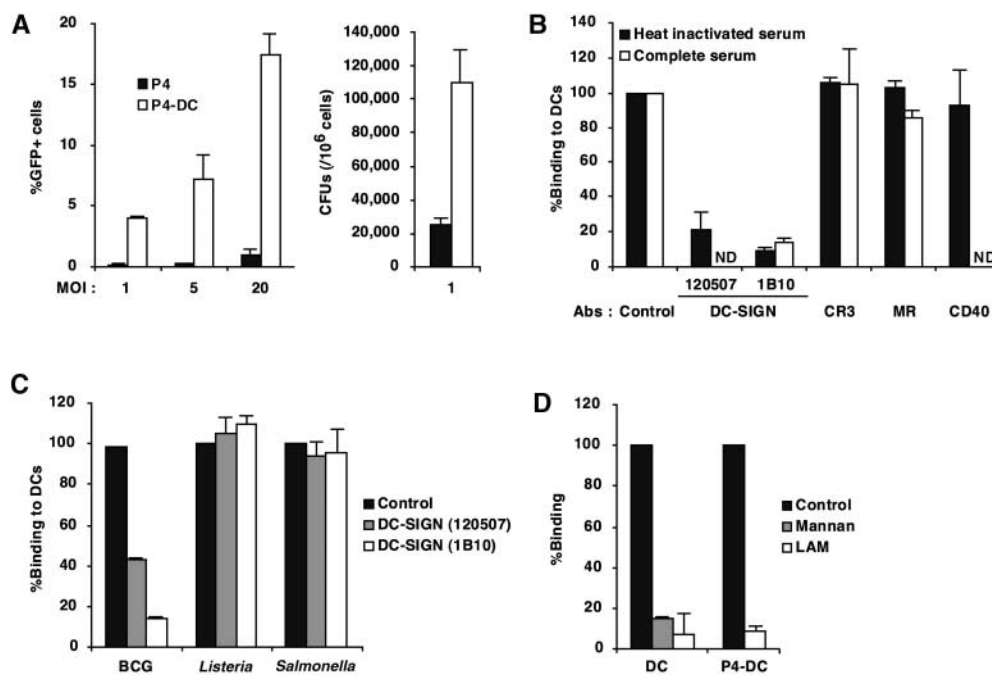 A
%GFP+ cells
20
15
10
5
0
P4
P4-DC
MOI : 1 5 20
CFUs (/10⁶ cells)
140,000
120,000
100,000
80,000
60,000
40,000
20,000
0
1
B
%Binding to DCs
120
100
80
60
40
20
0
Heat inactivated serum
Complete serum
ND
ND
120507 1B10
Abs : Control DC-SIGN CR3 MR CD40
C
%Binding to DCs
120
100
80
60
40
20
0
Control
DC-SIGN (120507)
DC-SIGN (1B10)
BCG Listeria Salmonella
D
%Binding
120
100
80
60
40
20
0
Control
Mannan
LAM
DC P4-DC